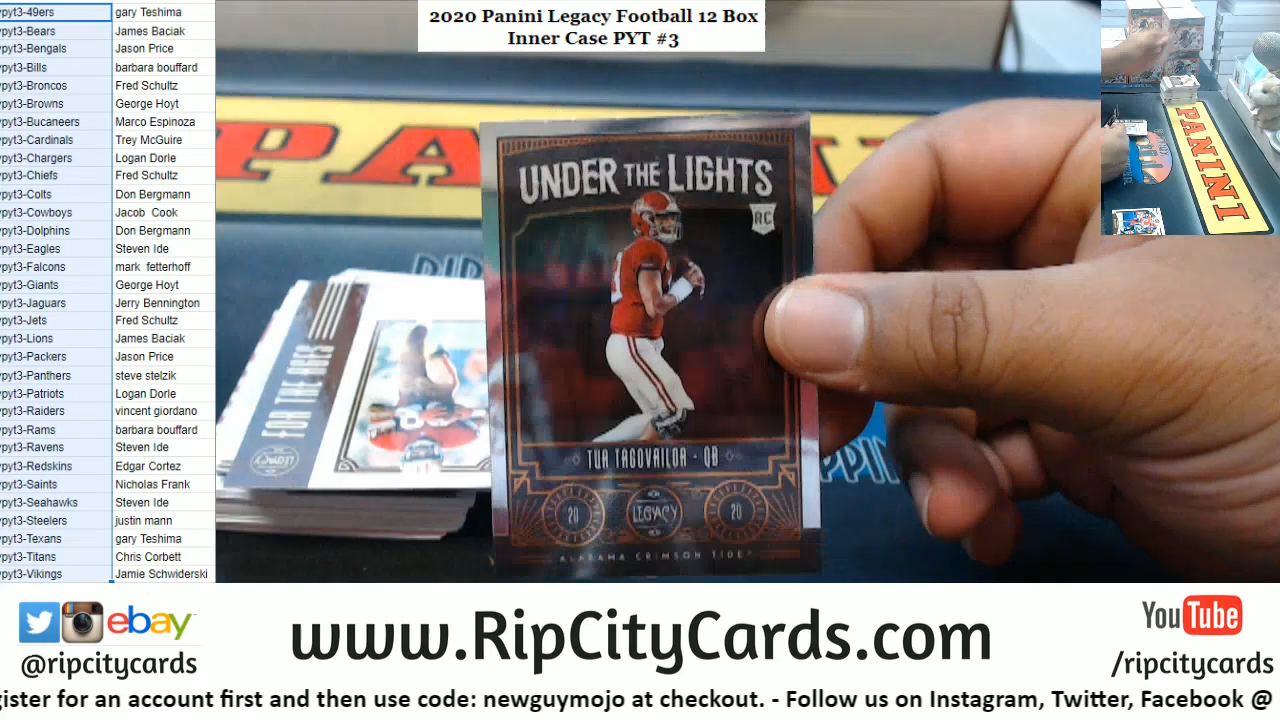 2020 Panini Legacy Football 12 Box
Inner Case PYT #3
pyt3-49ers gary Teshima
pyt3-Bears James Baciak
pyt3-Bengals Jason Price
pyt3-Bills barbara bouffard
pyt3-Broncos Fred Schultz
pyt3-Browns George Hoyt
pyt3-Bucaneers Marco Espinoza
pyt3-Cardinals Trey McGuire
pyt3-Chargers Logan Dorle
pyt3-Chiefs Fred Schultz
pyt3-Colts Don Bergmann
pyt3-Cowboys Jacob Cook
pyt3-Dolphins Don Bergmann
pyt3-Eagles Steven Ide
pyt3-Falcons mark fetterhoff
pyt3-Giants George Hoyt
pyt3-Jaguars Jerry Bennington
pyt3-Jets Fred Schultz
pyt3-Lions James Baciak
pyt3-Packers Jason Price
pyt3-Panthers steve stelzik
pyt3-Patriots Logan Dorle
pyt3-Raiders vincent giordano
pyt3-Rams barbara bouffard
pyt3-Ravens Steven Ide
pyt3-Redskins Edgar Cortez
pyt3-Saints Nicholas Frank
pyt3-Seahawks Steven Ide
pyt3-Steelers justin mann
pyt3-Texans gary Teshima
pyt3-Titans Chris Corbett
pyt3-Vikings Jamie Schwiderski
UNDER THE LIGHTS
RC
TUA TAGOVAILOA - QB
20 LEGACY 20
ALABAMA CRIMSON TIDE
FOR THE AGES
LEGACY
PANINI
ebay
@ripcitycards
www.RipCityCards.com
YouTube
/ripcitycards
gister for an account first and then use code: newguymojo at checkout. - Follow us on Instagram, Twitter, Facebook @